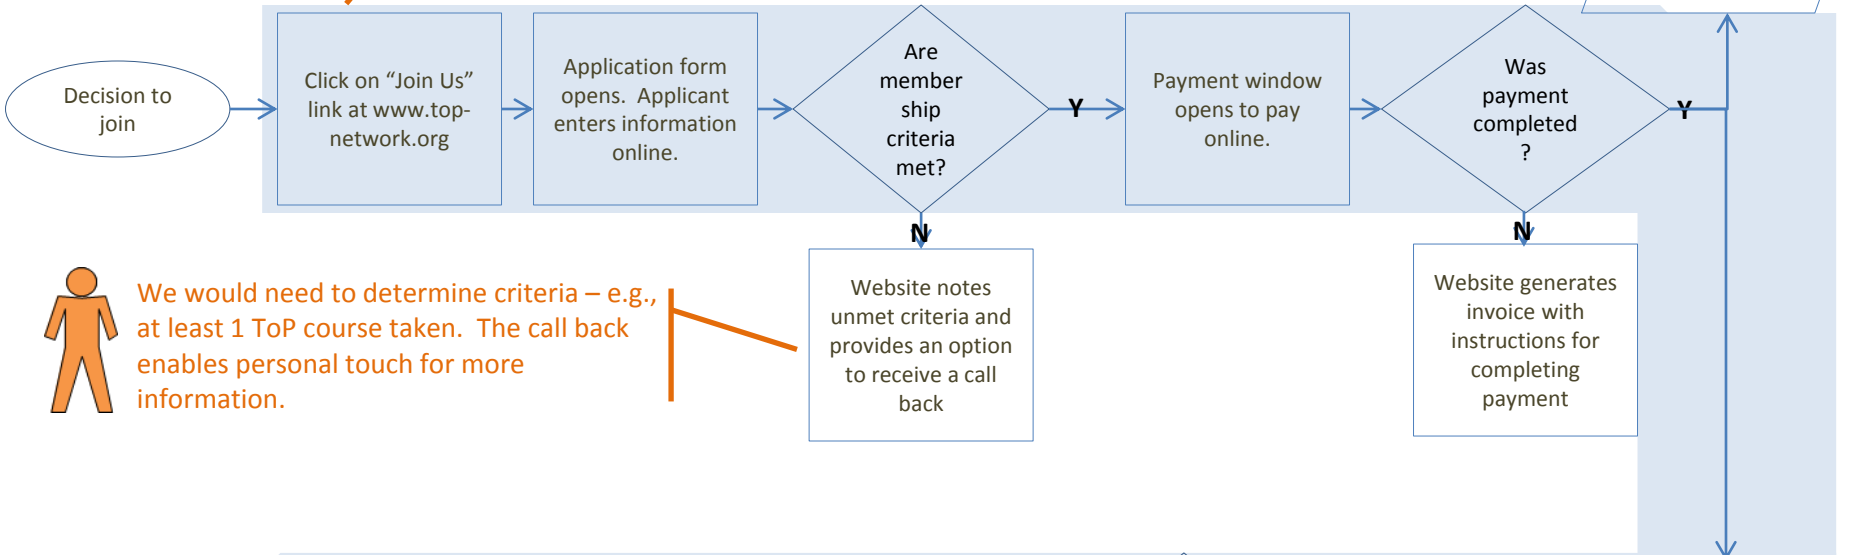 Decision to
join
Click on “Join Us”
link at www.top-
network.org
Application form
opens.  Applicant
enters information
online.
Are
member
ship
criteria
met?
Y
Payment window
opens to pay
online.
Was
payment
completed
?
Y
N
N
We would need to determine criteria – e.g.,
at least 1 ToP course taken.  The call back
enables personal touch for more
information.
Website notes
unmet criteria and
provides an option
to receive a call
back
Website generates
invoice with
instructions for
completing
payment